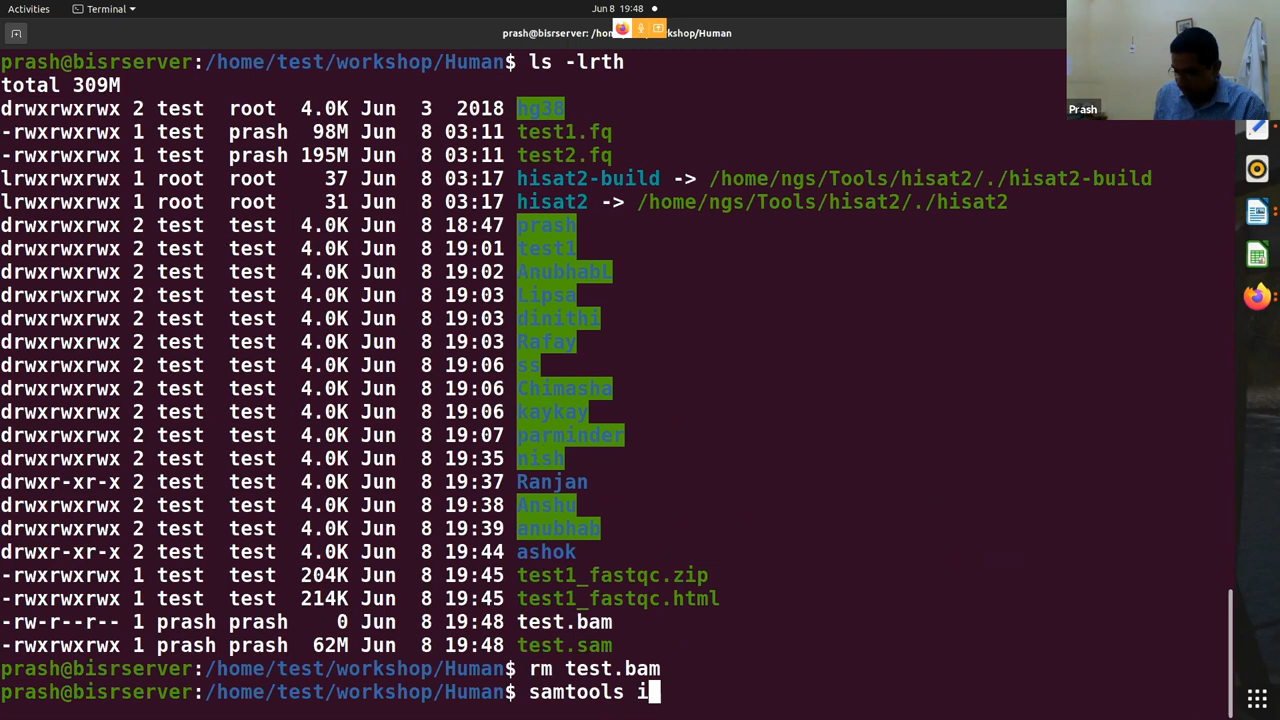 Activities Terminal Jun 8 19:48
prash@bisrserver: /hom kshop/Human
prash@bisrserver:/home/test/workshop/Human$ ls -lrth
total 309M
drwxrwxrwx 2 test root 4.0K Jun 3 2018 hg38
-rwxrwxrwx 1 test prash 98M Jun 8 03:11 test1.fq
-rwxrwxrwx 1 test prash 195M Jun 8 03:11 test2.fq
lrwxrwxrwx 1 root root 37 Jun 8 03:17 hisat2-build -> /home/ngs/Tools/hisat2/./hisat2-build
lrwxrwxrwx 1 root root 31 Jun 8 03:17 hisat2 -> /home/ngs/Tools/hisat2/./hisat2
drwxrwxrwx 2 test test 4.0K Jun 8 18:47 prash
drwxrwxrwx 2 test test 4.0K Jun 8 19:01 test1
drwxrwxrwx 2 test test 4.0K Jun 8 19:02 AnubhabL
drwxrwxrwx 2 test test 4.0K Jun 8 19:03 Lipsa
drwxrwxrwx 2 test test 4.0K Jun 8 19:03 dinithi
drwxrwxrwx 2 test test 4.0K Jun 8 19:03 Rafay
drwxrwxrwx 2 test test 4.0K Jun 8 19:06 ss
drwxrwxrwx 2 test test 4.0K Jun 8 19:06 Chimasha
drwxrwxrwx 2 test test 4.0K Jun 8 19:06 kaykay
drwxrwxrwx 2 test test 4.0K Jun 8 19:07 parminder
drwxrwxrwx 2 test test 4.0K Jun 8 19:35 nish
drwxr-xr-x 2 test test 4.0K Jun 8 19:37 Ranjan
drwxrwxrwx 2 test test 4.0K Jun 8 19:38 Anshu
drwxrwxrwx 2 test test 4.0K Jun 8 19:39 anubhab
drwxr-xr-x 2 test test 4.0K Jun 8 19:44 ashok
-rwxrwxrwx 1 test test 204K Jun 8 19:45 test1_fastqc.zip
-rwxrwxrwx 1 test test 214K Jun 8 19:45 test1_fastqc.html
-rw-r--r-- 1 prash prash 0 Jun 8 19:48 test.bam
-rwxrwxrwx 1 prash prash 62M Jun 8 19:48 test.sam
prash@bisrserver:/home/test/workshop/Human$ rm test.bam
prash@bisrserver:/home/test/workshop/Human$ samtools i
Prash